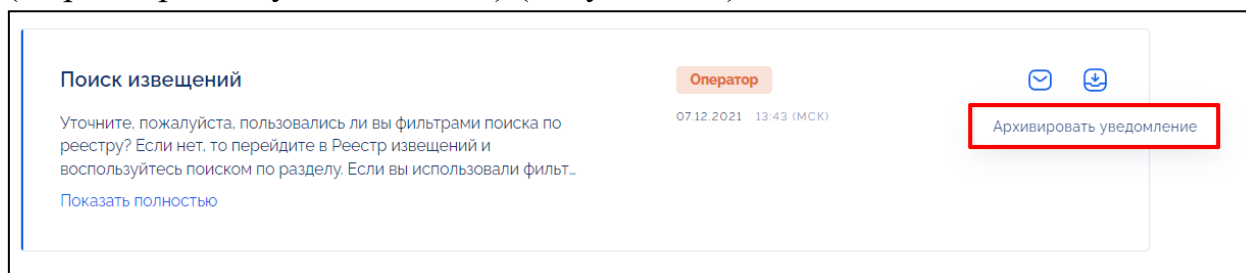 Поиск извещений
Оператор
07.12.2021 13:43 (МСК)
Архивировать уведомление
Уточните, пожалуйста, пользовались ли вы фильтрами поиска по
реестру? Если нет, то перейдите в Реестр извещений и
воспользуйтесь поиском по разделу. Если вы использовали фильт...
Показать полностью